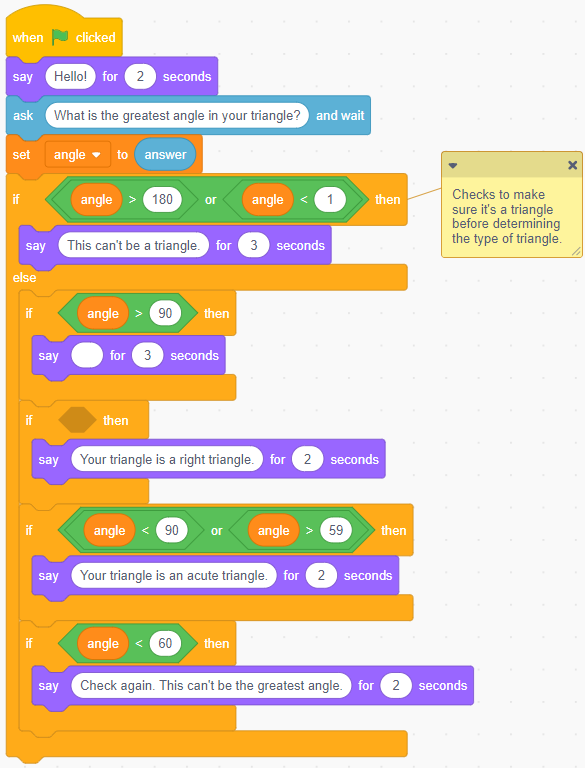 when clicked
say Hello! for 2 seconds
ask What is the greatest angle in your triangle? and wait
set angle to answer
if angle > 180 or angle < 1 then
Checks to make
sure it's a triangle
before determining
the type of triangle.
say This can't be a triangle. for 3 seconds
else
if angle > 90 then
say for 3 seconds
if then
say Your triangle is a right triangle. for 2 seconds
if angle < 90 or angle > 59 then
say Your triangle is an acute triangle. for 2 seconds
if angle < 60 then
say Check again. This can't be the greatest angle. for 2 seconds